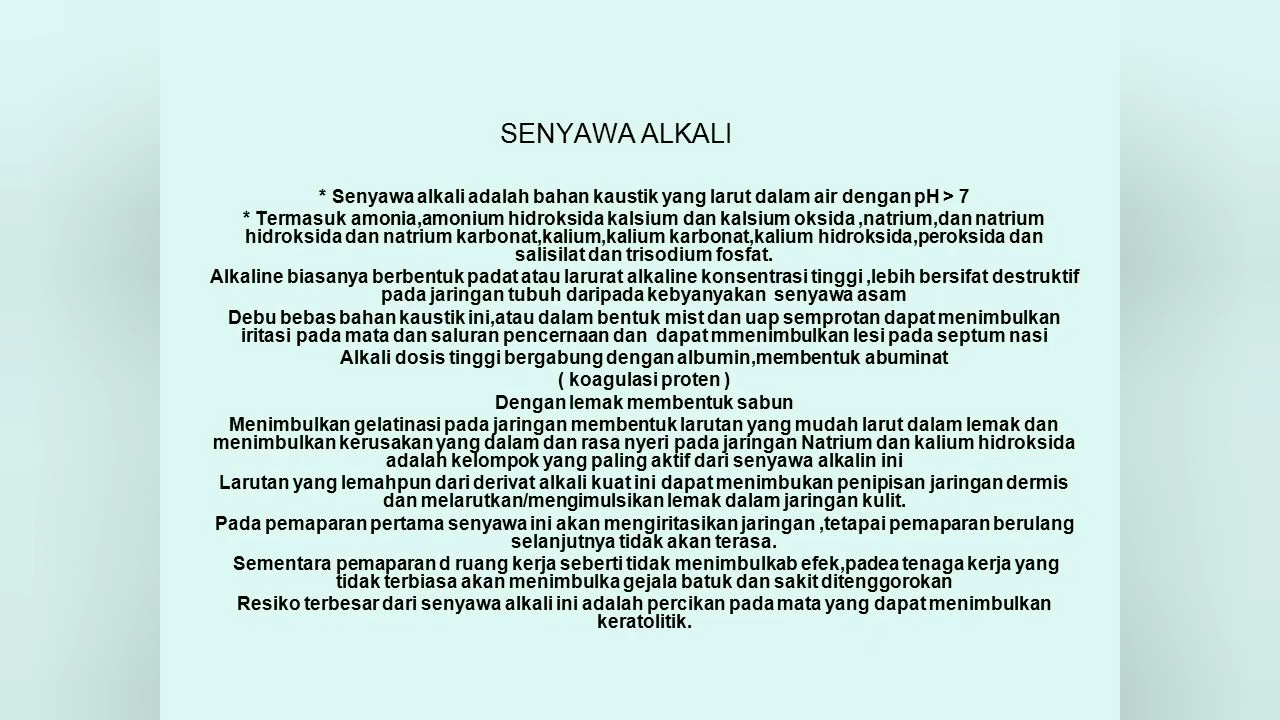 SENYAWA ALKALI
* Senyawa alkali adalah bahan kaustik yang larut dalam air dengan pH > 7
* Termasuk amonia,amonium hidroksida kalsium dan kalsium oksida ,natrium,dan natrium
hidroksida dan natrium karbonat,kalium,kalium karbonat,kalium hidroksida,peroksida dan
salisilat dan trisodium fosfat.
Alkaline biasanya berbentuk padat atau larurat alkaline konsentrasi tinggi ,lebih bersifat destruktif
pada jaringan tubuh daripada kebyanyakan senyawa asam
Debu bebas bahan kaustik ini,atau dalam bentuk mist dan uap semprotan dapat menimbulkan
iritasi pada mata dan saluran pencernaan dan dapat mmenimbulkan lesi pada septum nasi
Alkali dosis tinggi bergabung dengan albumin,membentuk abuminat
( koagulasi proten )
Dengan lemak membentuk sabun
Menimbulkan gelatinasi pada jaringan membentuk larutan yang mudah larut dalam lemak dan
menimbulkan kerusakan yang dalam dan rasa nyeri pada jaringan Natrium dan kalium hidroksida
adalah kelompok yang paling aktif dari senyawa alkalin ini
Larutan yang lemahpun dari derivat alkali kuat ini dapat menimbukan penipisan jaringan dermis
dan melarutkan/mengimulsikan lemak dalam jaringan kulit.
Pada pemaparan pertama senyawa ini akan mengiritasikan jaringan ,tetapai pemaparan berulang
selanjutnya tidak akan terasa.
Sementara pemaparan d ruang kerja seberti tidak menimbulkab efek,padea tenaga kerja yang
tidak terbiasa akan menimbulka gejala batuk dan sakit ditenggorokan
Resiko terbesar dari senyawa alkali ini adalah percikan pada mata yang dapat menimbulkan
keratolitik.